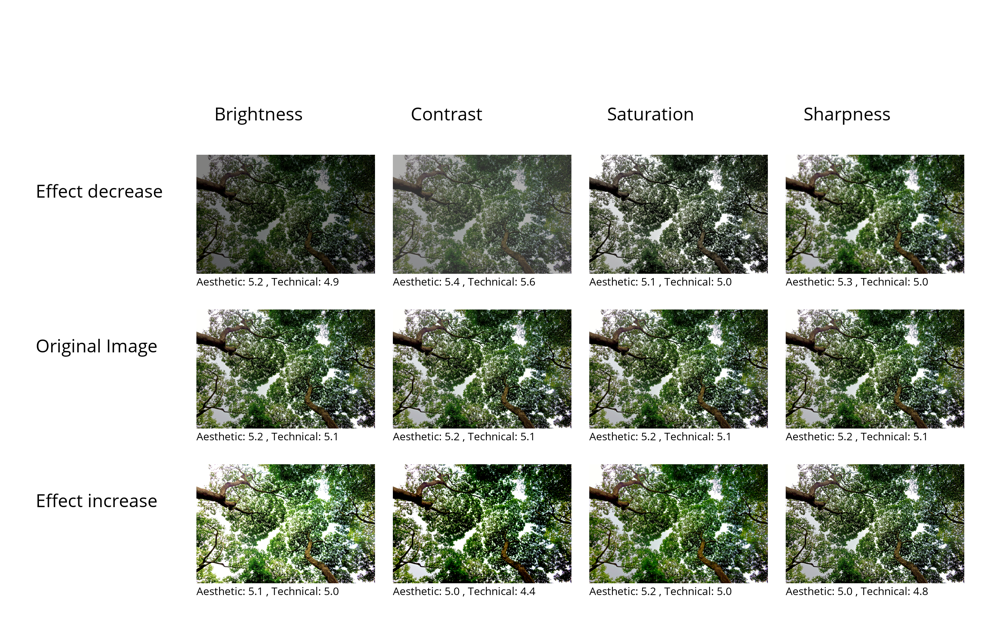 Brightness Contrast Saturation Sharpness
Effect decrease
Aesthetic: 5.2 , Technical: 4.9 Aesthetic: 5.4 , Technical: 5.6 Aesthetic: 5.1 , Technical: 5.0 Aesthetic: 5.3 , Technical: 5.0
Original Image
Aesthetic: 5.2 , Technical: 5.1 Aesthetic: 5.2 , Technical: 5.1 Aesthetic: 5.2 , Technical: 5.1 Aesthetic: 5.2 , Technical: 5.1
Effect increase
Aesthetic: 5.1 , Technical: 5.0 Aesthetic: 5.0 , Technical: 4.4 Aesthetic: 5.2 , Technical: 5.0 Aesthetic: 5.0 , Technical: 4.8